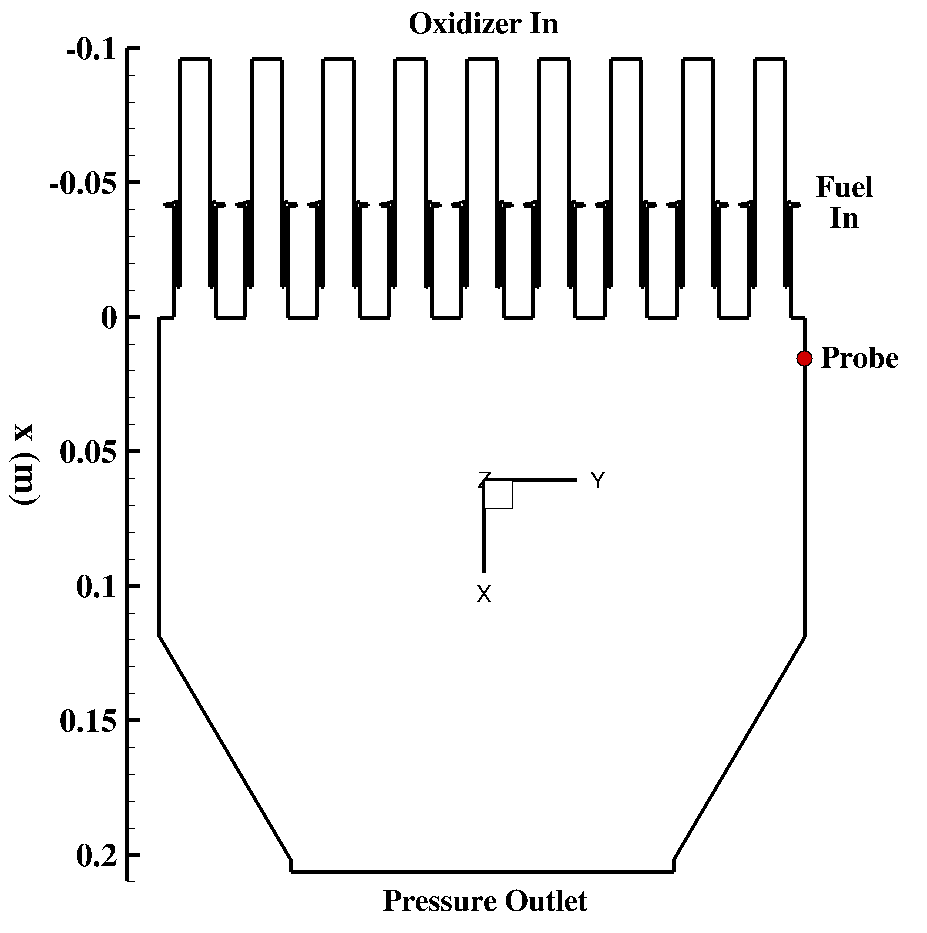 Oxidizer In
-0.1
-0.05
Fuel
In
0
Probe
x (m)
0.05
Z
Y
0.1
X
0.15
0.2
Pressure Outlet